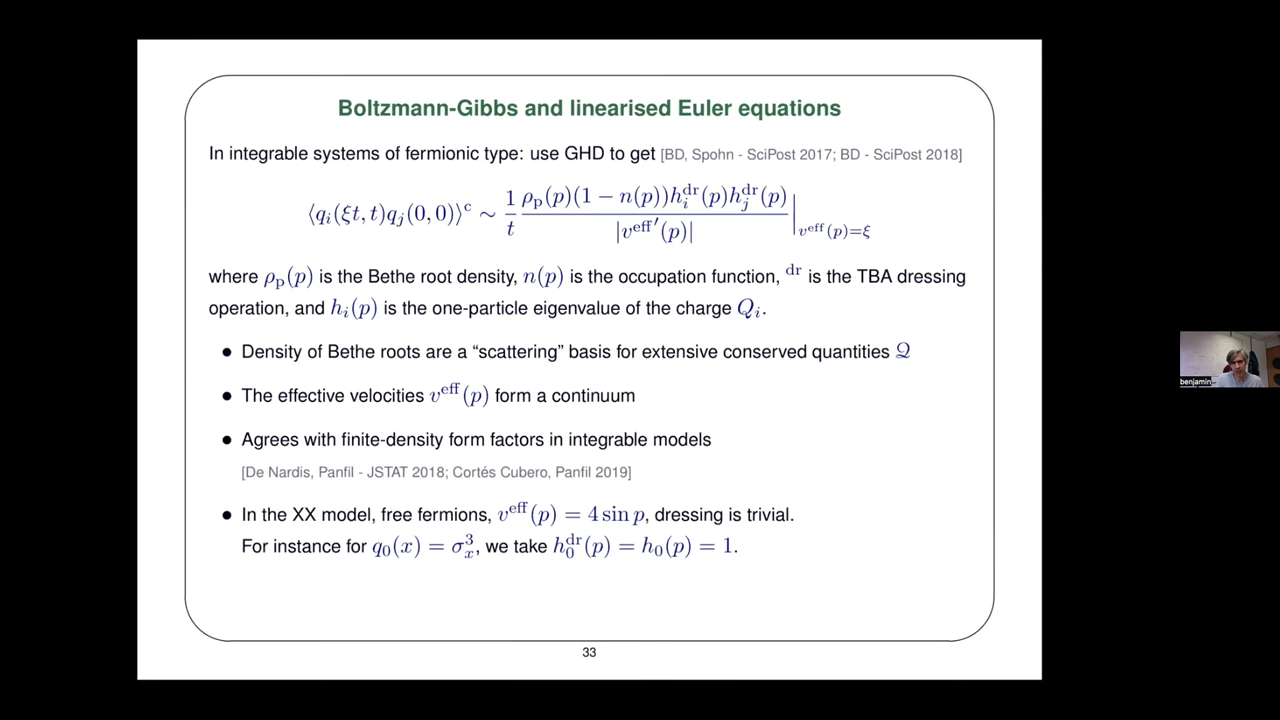 Boltzmann-Gibbs and linearised Euler equations
In integrable systems of fermionic type: use GHD to get [BD, Spohn - SciPost 2017; BD - SciPost 2018]
⟨q_i(ξt, t)q_j(0, 0)⟩^c ∼ \frac{1}{t} \frac{ρ_p(p)(1 − n(p))h_i^{dr}(p)h_j^{dr}(p)}{|v^{eff}′(p)|} |_{v^{eff}(p)=ξ}
where ρ_p(p) is the Bethe root density, n(p) is the occupation function, ^{dr} is the TBA dressing
operation, and h_i(p) is the one-particle eigenvalue of the charge Q_i.
● Density of Bethe roots are a “scattering” basis for extensive conserved quantities 𝒬
● The effective velocities v^{eff}(p) form a continuum
● Agrees with finite-density form factors in integrable models
[De Nardis, Panfil - JSTAT 2018; Cortés Cubero, Panfil 2019]
● In the XX model, free fermions, v^{eff}(p) = 4 sin p, dressing is trivial.
For instance for q_0(x) = σ_x^3, we take h_0^{dr}(p) = h_0(p) = 1.
33
benjamin